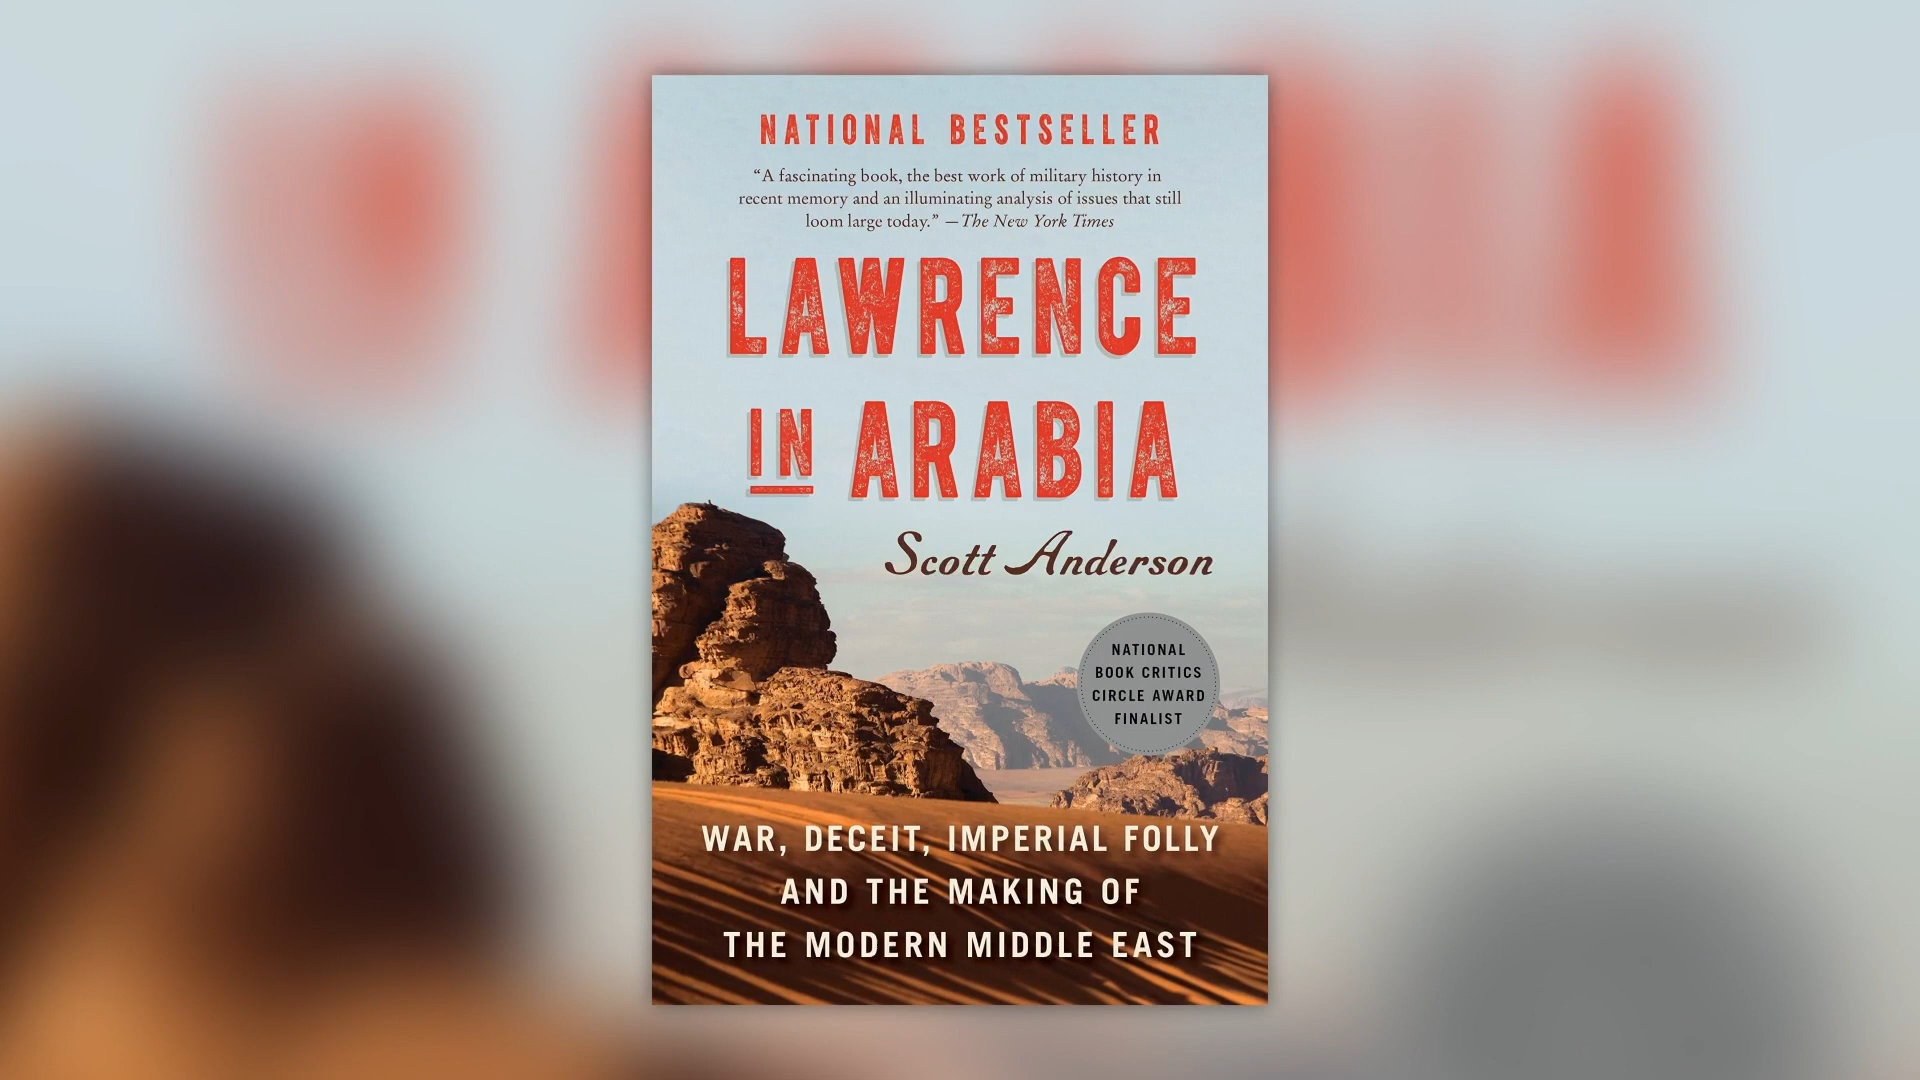 NATIONAL BESTSELLER
“A fascinating book, the best work of military history in
recent memory and an illuminating analysis of issues that still
loom large today.” —The New York Times
LAWRENCE
IN ARABIA
Scott Anderson
NATIONAL
BOOK CRITICS
CIRCLE AWARD
FINALIST
WAR, DECEIT, IMPERIAL FOLLY
AND THE MAKING OF
THE MODERN MIDDLE EAST